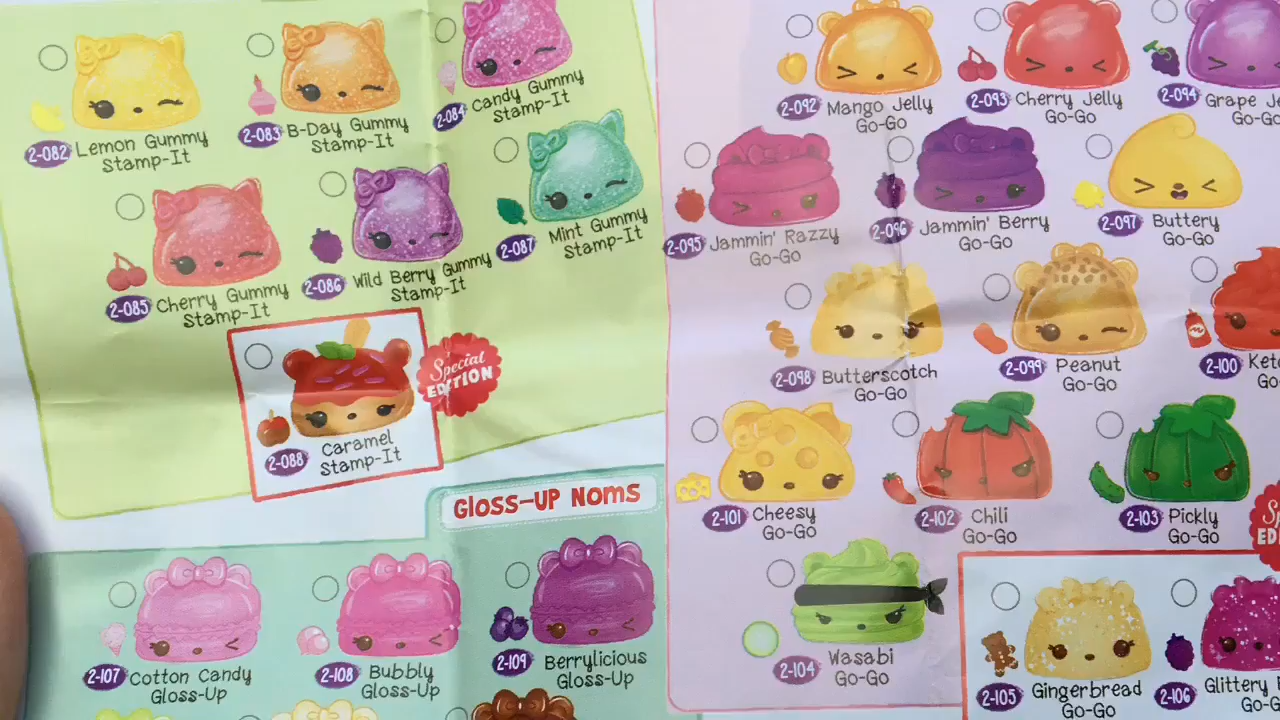 2-082 Lemon Gummy
Stamp-It
2-083 B-Day Gummy
Stamp-It
2-084 Candy Gummy
Stamp-It
2-085 Cherry Gummy
Stamp-It
2-086 Wild Berry Gummy
Stamp-It
2-087 Mint Gummy
Stamp-It
2-088 Caramel
Stamp-It
Special
EDITION
GLOSS-UP NOMS
2-107 Cotton Candy
Gloss-Up
2-108 Bubbly
Gloss-Up
2-109 Berrylicious
Gloss-Up
2-092 Mango Jelly
Go-Go
2-093 Cherry Jelly
Go-Go
2-094 Grape
Go-Go
2-095 Jammin' Razzy
Go-Go
2-096 Jammin' Berry
Go-Go
2-097 Buttery
Go-Go
2-098 Butterscotch
Go-Go
2-099 Peanut
Go-Go
2-100
Go-Go
2-101 Cheesy
Go-Go
2-102 Chili
Go-Go
2-103 Pickly
Go-Go
2-104 Wasabi
Go-Go
2-105 Gingerbread
Go-Go
2-106 Glittery